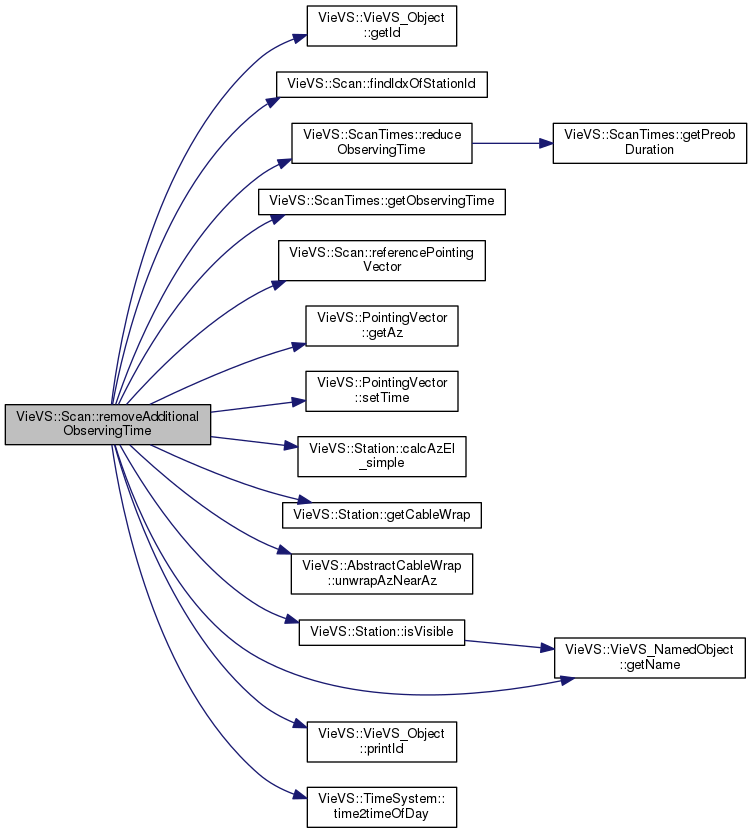 VieVS::VieVS_Object
::getId
VieVS::Scan::findIdxOfStationId
VieVS::ScanTimes::reduce
ObservingTime
VieVS::ScanTimes::getPreob
Duration
VieVS::ScanTimes::getObservingTime
VieVS::Scan::referencePointing
Vector
VieVS::PointingVector
::getAz
VieVS::PointingVector
::setTime
VieVS::Scan::removeAdditional
ObservingTime
VieVS::Station::calcAzEl
_simple
VieVS::Station::getCableWrap
VieVS::AbstractCableWrap
::unwrapAzNearAz
VieVS::Station::isVisible
VieVS::VieVS_NamedObject
::getName
VieVS::VieVS_Object
::printId
VieVS::TimeSystem::
time2timeOfDay